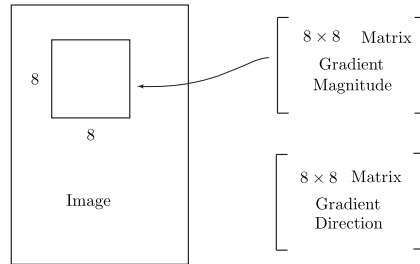 8
8
Image
8 × 8 Matrix
Gradient
Magnitude
8 × 8 Matrix
Gradient
Direction